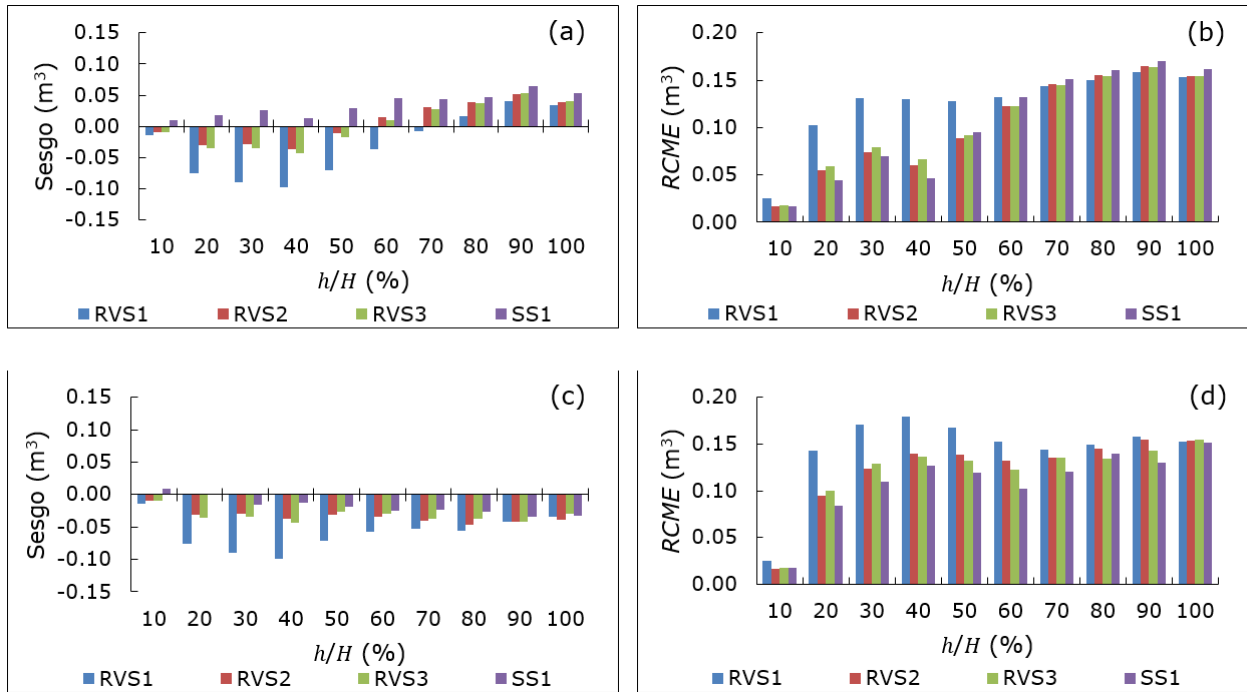 (a)
Sesgo (m³)
0.15
0.10
0.05
0.00
-0.05
-0.10
-0.15
10 20 30 40 50 60 70 80 90 100
h/H (%)
RVS1 RVS2 RVS3 SS1
(b)
RCME (m³)
0.20
0.15
0.10
0.05
0.00
10 20 30 40 50 60 70 80 90 100
h/H (%)
RVS1 RVS2 RVS3 SS1
(c)
Sesgo (m³)
0.15
0.10
0.05
0.00
-0.05
-0.10
-0.15
10 20 30 40 50 60 70 80 90 100
h/H (%)
RVS1 RVS2 RVS3 SS1
(d)
RCME (m³)
0.20
0.15
0.10
0.05
0.00
10 20 30 40 50 60 70 80 90 100
h/H (%)
RVS1 RVS2 RVS3 SS1